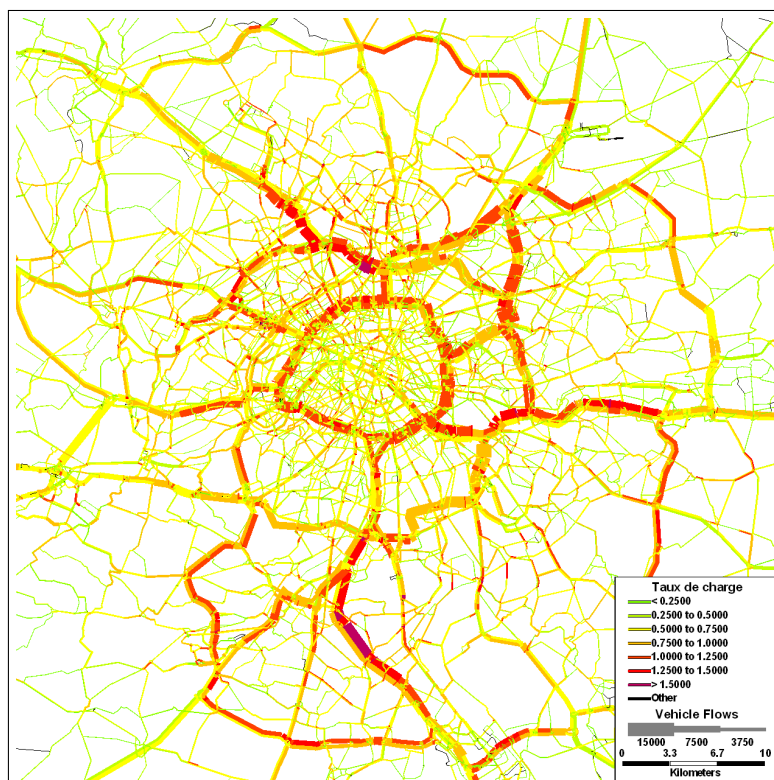 Taux de charge
< 0.2500
0.2500 to 0.5000
0.5000 to 0.7500
0.7500 to 1.0000
1.0000 to 1.2500
1.2500 to 1.5000
> 1.5000
Other
Vehicle Flows
15000 7500 3750
0 3.3 6.7 10
Kilometers